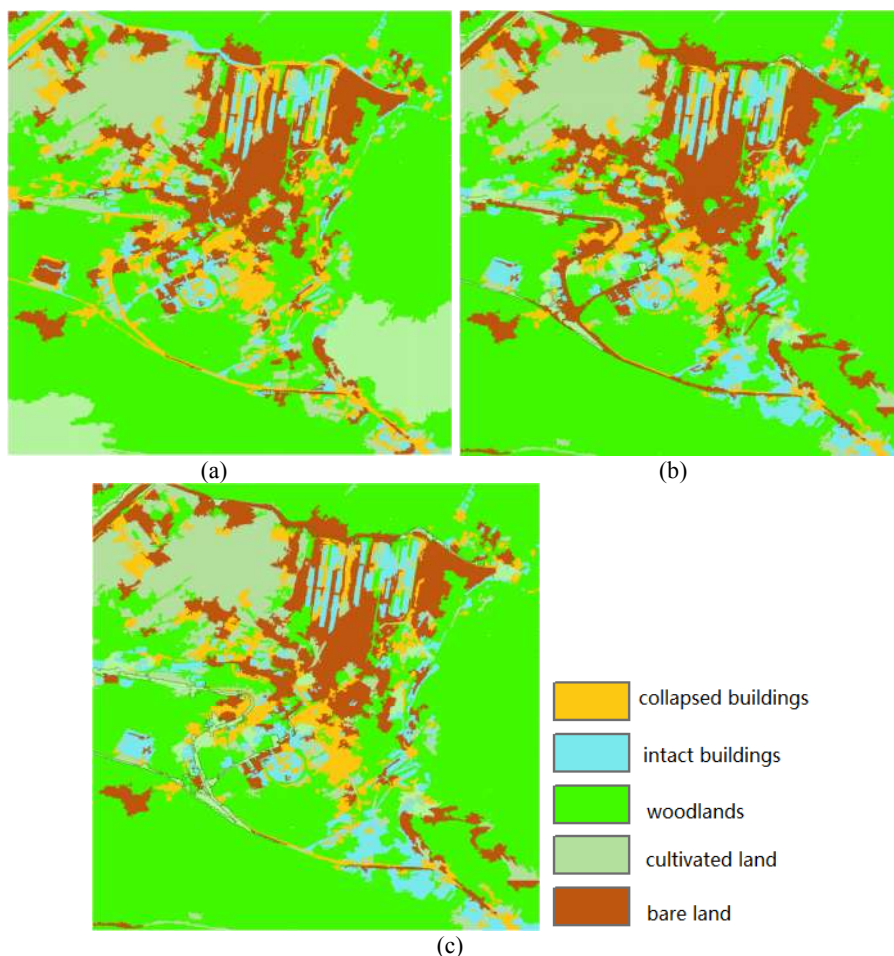 (a)
(b)
collapsed buildings
intact buildings
woodlands
cultivated land
bare land
(c)